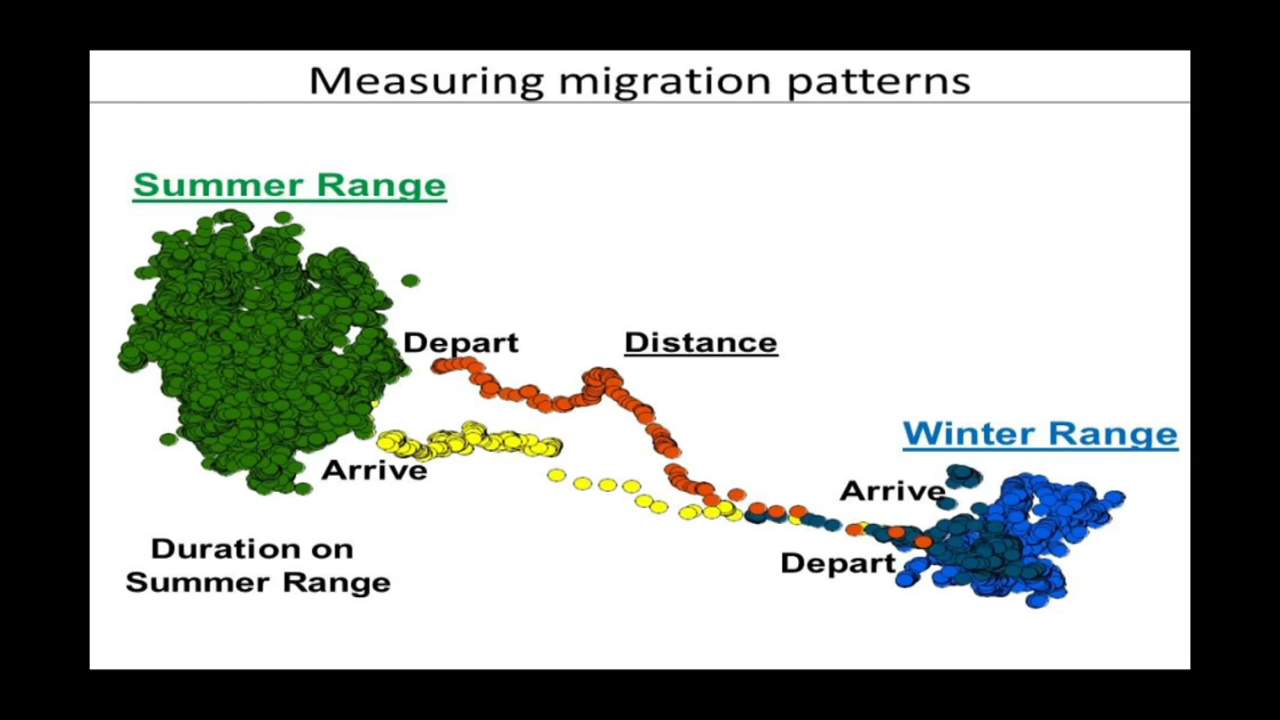 Measuring migration patterns
Summer Range
Depart
Distance
Winter Range
Arrive
Arrive
Depart
Duration on
Summer Range